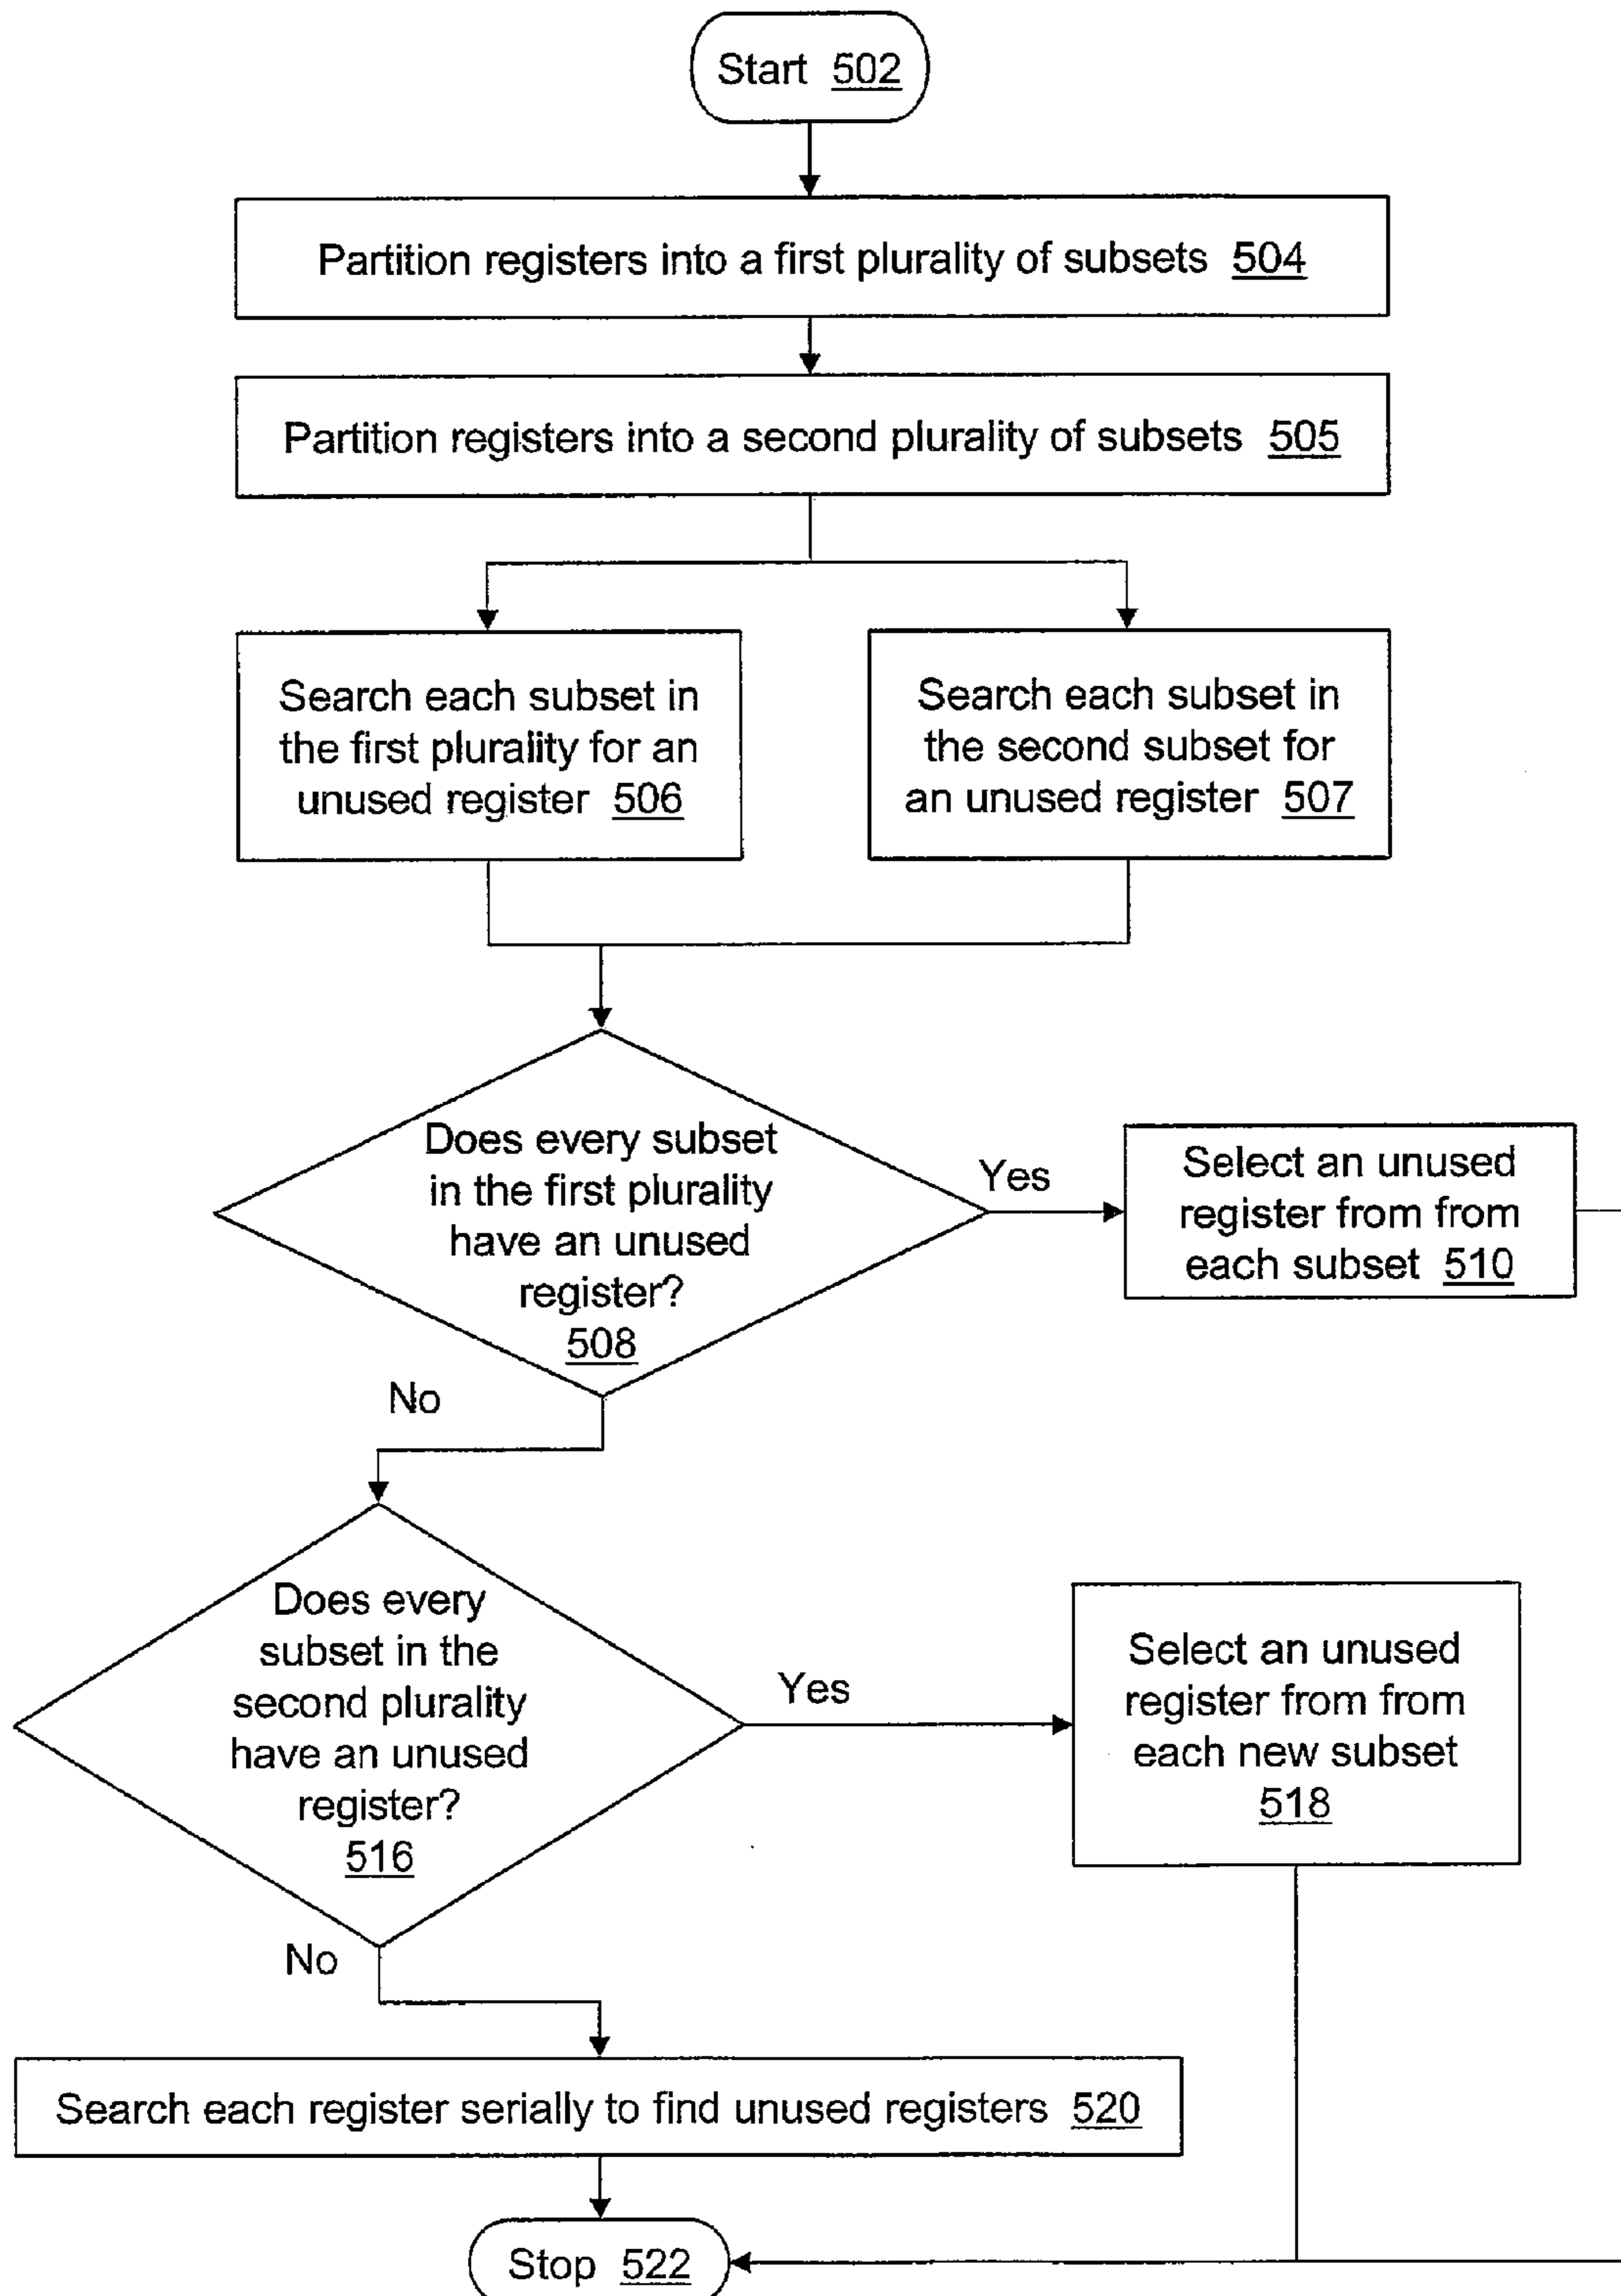 Start 502
Partition registers into a first plurality of subsets 504
Partition registers into a second plurality of subsets 505
Search each subset in
the first plurality for an
unused register 506
Search each subset in
the second subset for
an unused register 507
Does every subset
in the first plurality
have an unused
register?
508
Yes
Select an unused
register from from
each subset 510
No
Does every
subset in the
second plurality
have an unused
register?
516
Yes
Select an unused
register from from
each new subset
518
No
Search each register serially to find unused registers 520
Stop 522